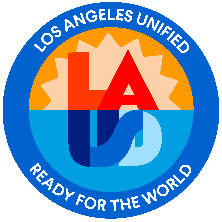 LOS ANGELES UNIFIED
LA
USD
READY FOR THE WORLD